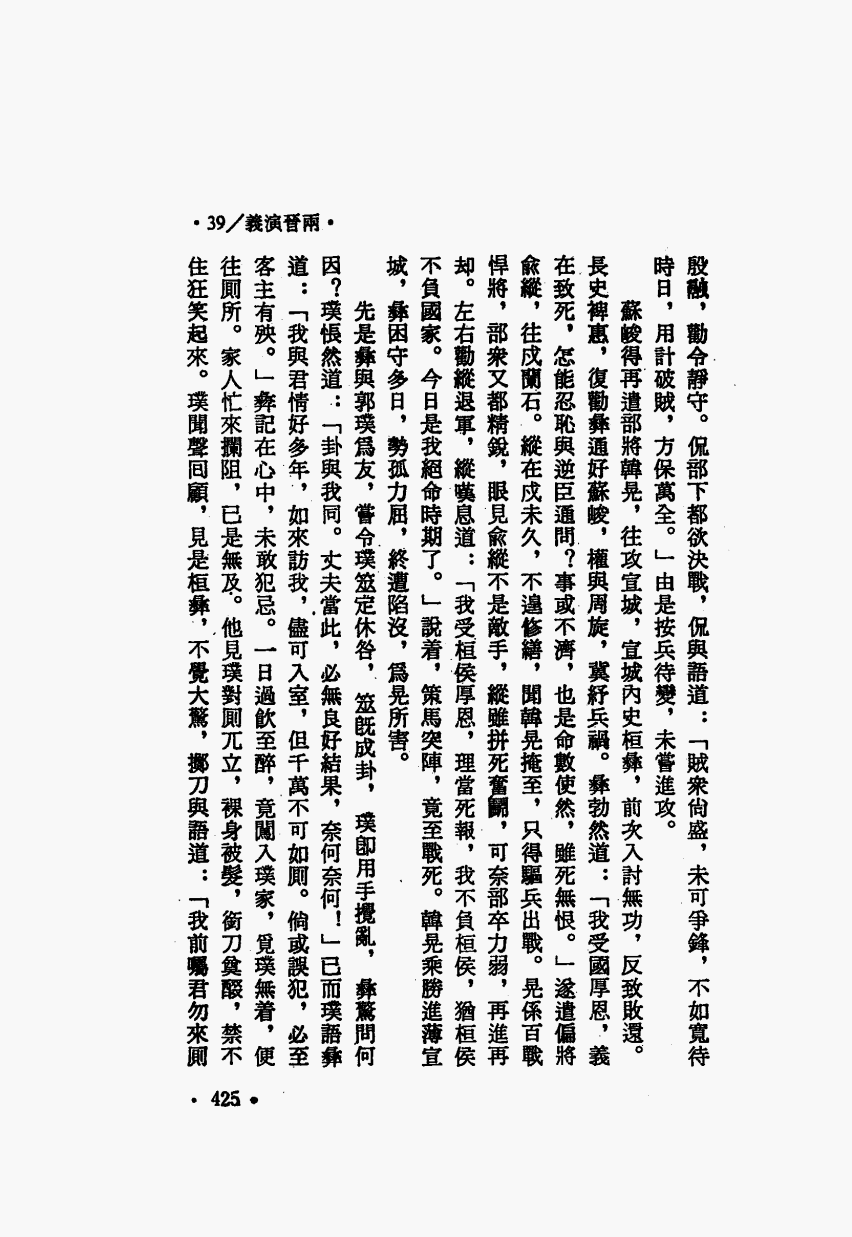 •39/義演晉兩•
殷融，勸令靜守。侃部下都欲決戰，侃與語道：「賊衆尙盛，未可爭鋒，不如寬待
時日，用計破賊，方保萬全。」由是按兵待變，未嘗進攻。
蘇峻得再遣部將韓晃，往攻宣城，宣城內史桓彝，前次入討無功，反致敗還。
長史裨惠，復勸彝通好蘇峻，權與周旋，冀紓兵禍。彝勃然道：「我受國厚恩，義
在致死，怎能忍恥與逆臣通問？事或不濟，也是命數使然，雖死無恨。」遂遣偏將
兪縱，往戍蘭石。縱在戍未久，不遑修繕，聞韓晃掩至，只得驅兵出戰。晃係百戰
悍將，部衆又都精銳，眼見兪縱不是敵手，縱雖拼死奮鬭，可奈部卒力弱，再進再
却。左右勸縱退軍，縱嘆息道：「我受桓侯厚恩，理當死報，我不負桓侯，猶桓侯
不負國家。今日是我絕命時期了。」說着，策馬突陣，竟至戰死。韓晃乘勝進薄宣
城，彝困守多日，勢孤力屈，終遭陷沒，爲晃所害。
先是彝與郭璞爲友，嘗令璞筮定休咎，筮旣成卦，璞卽用手攪亂，彝驚問何
因？璞悵然道：「卦與我同。丈夫當此，必無良好結果，奈何奈何！」已而璞語彝
道：「我與君情好多年，如來訪我，儘可入室，但千萬不可如厠。倘或誤犯，必至
客主有殃。」彝記在心中，未敢犯忌。一日過飮至醉，竟闖入璞家，覓璞無着，便
往厠所。家人忙來攔阻，已是無及。他見璞對厠兀立，裸身被髮，銜刀奠醊，禁不
住狂笑起來。璞聞聲囘顧，見是桓彝，不覺大驚，擲刀與語道：「我前囑君勿來厠
•425•